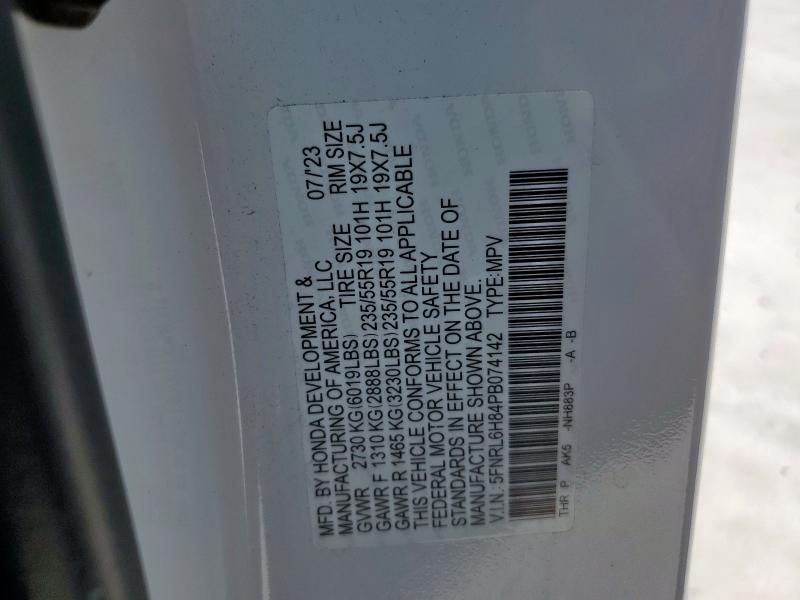 MFD. BY HONDA DEVELOPMENT & 07/'23
MANUFACTURING OF AMERICA, LLC
TIRE SIZE RIM SIZE
GVWR 2730 KG(6019LBS)
GAWR F 1310 KG(2888LBS) 235/55R19 101H 19X7.5J
GAWR R 1465 KG(3230LBS) 235/55R19 101H 19X7.5J
THIS VEHICLE CONFORMS TO ALL APPLICABLE
FEDERAL MOTOR VEHICLE SAFETY
STANDARDS IN EFFECT ON THE DATE OF
MANUFACTURE SHOWN ABOVE.
V.I.N.:5FNRL6H84PB074142 TYPE:MPV
THR P AK5 -NH883P -A -B